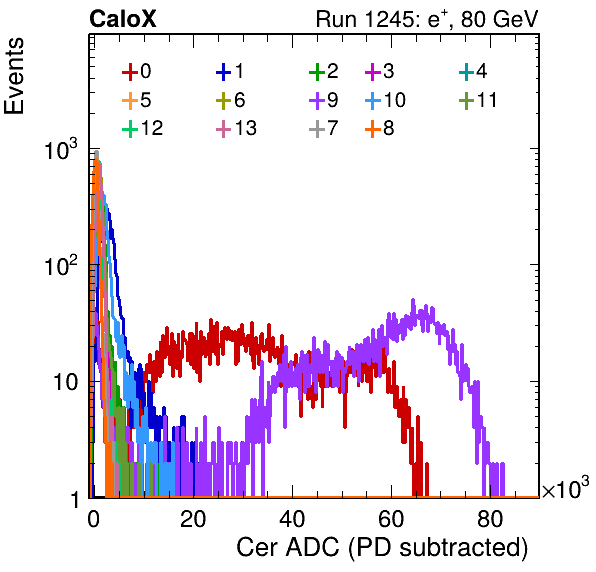 CaloX Run 1245: e⁺, 80 GeV
Events
0 1 2 3 4
5 6 9 10 11
12 13 7 8
10³
10²
10
1
0 20 40 60 80 ×10³
Cer ADC (PD subtracted)